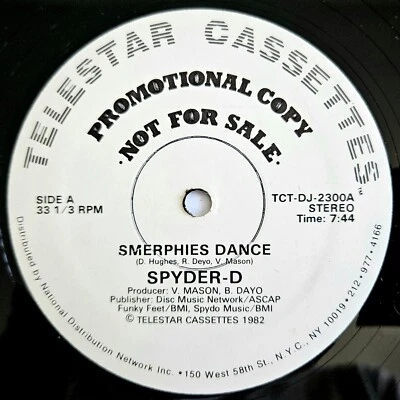 TELESTAR CASSETTES
PROMOTIONAL COPY
·NOT FOR SALE·
SIDE A
33 1/3 RPM
TCT-DJ-2300A
STEREO
Time: 7:44
SMERPHIES DANCE
(D. Hughes, R. Deyo, V. Mason)
SPYDER-D
Producer: V. MASON, B. DAYO
Publisher: Disc Music Network/ASCAP
Funky Feet/BMI, Spydo Music/BMI
© TELESTAR CASSETTES 1982
Distributed by National Distribution Network Inc. • 150 West 58th St., N.Y.C., NY 10019 • 212 • 977 • 4166